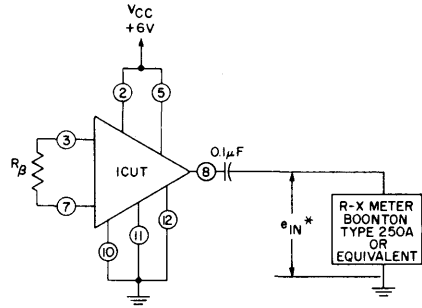 VCC
+6V
2
5
3
Rβ
7
ICUT
8
0.1µF
10
11
12
eIN*
R-X METER
BOONTON
TYPE 250A
OR
EQUIVALENT